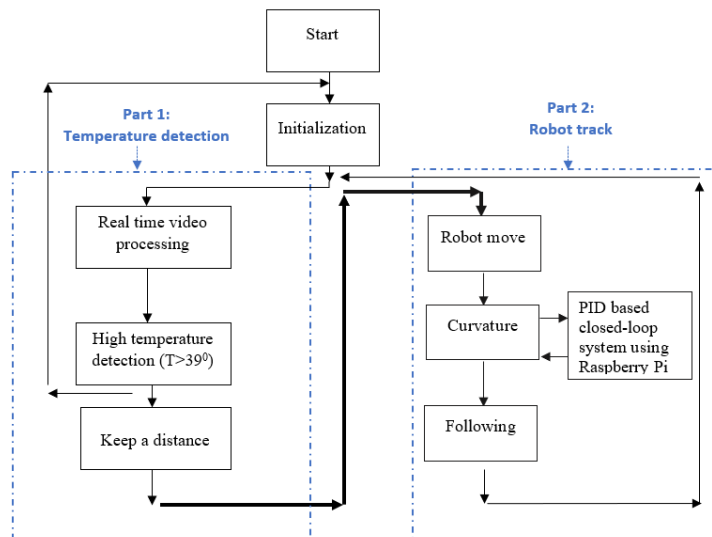 Start
Part 1:
Temperature detection
Initialization
Part 2:
Robot track
Real time video
processing
High temperature
detection (T>39⁰)
Keep a distance
Robot move
Curvature
PID based
closed-loop
system using
Raspberry Pi
Following